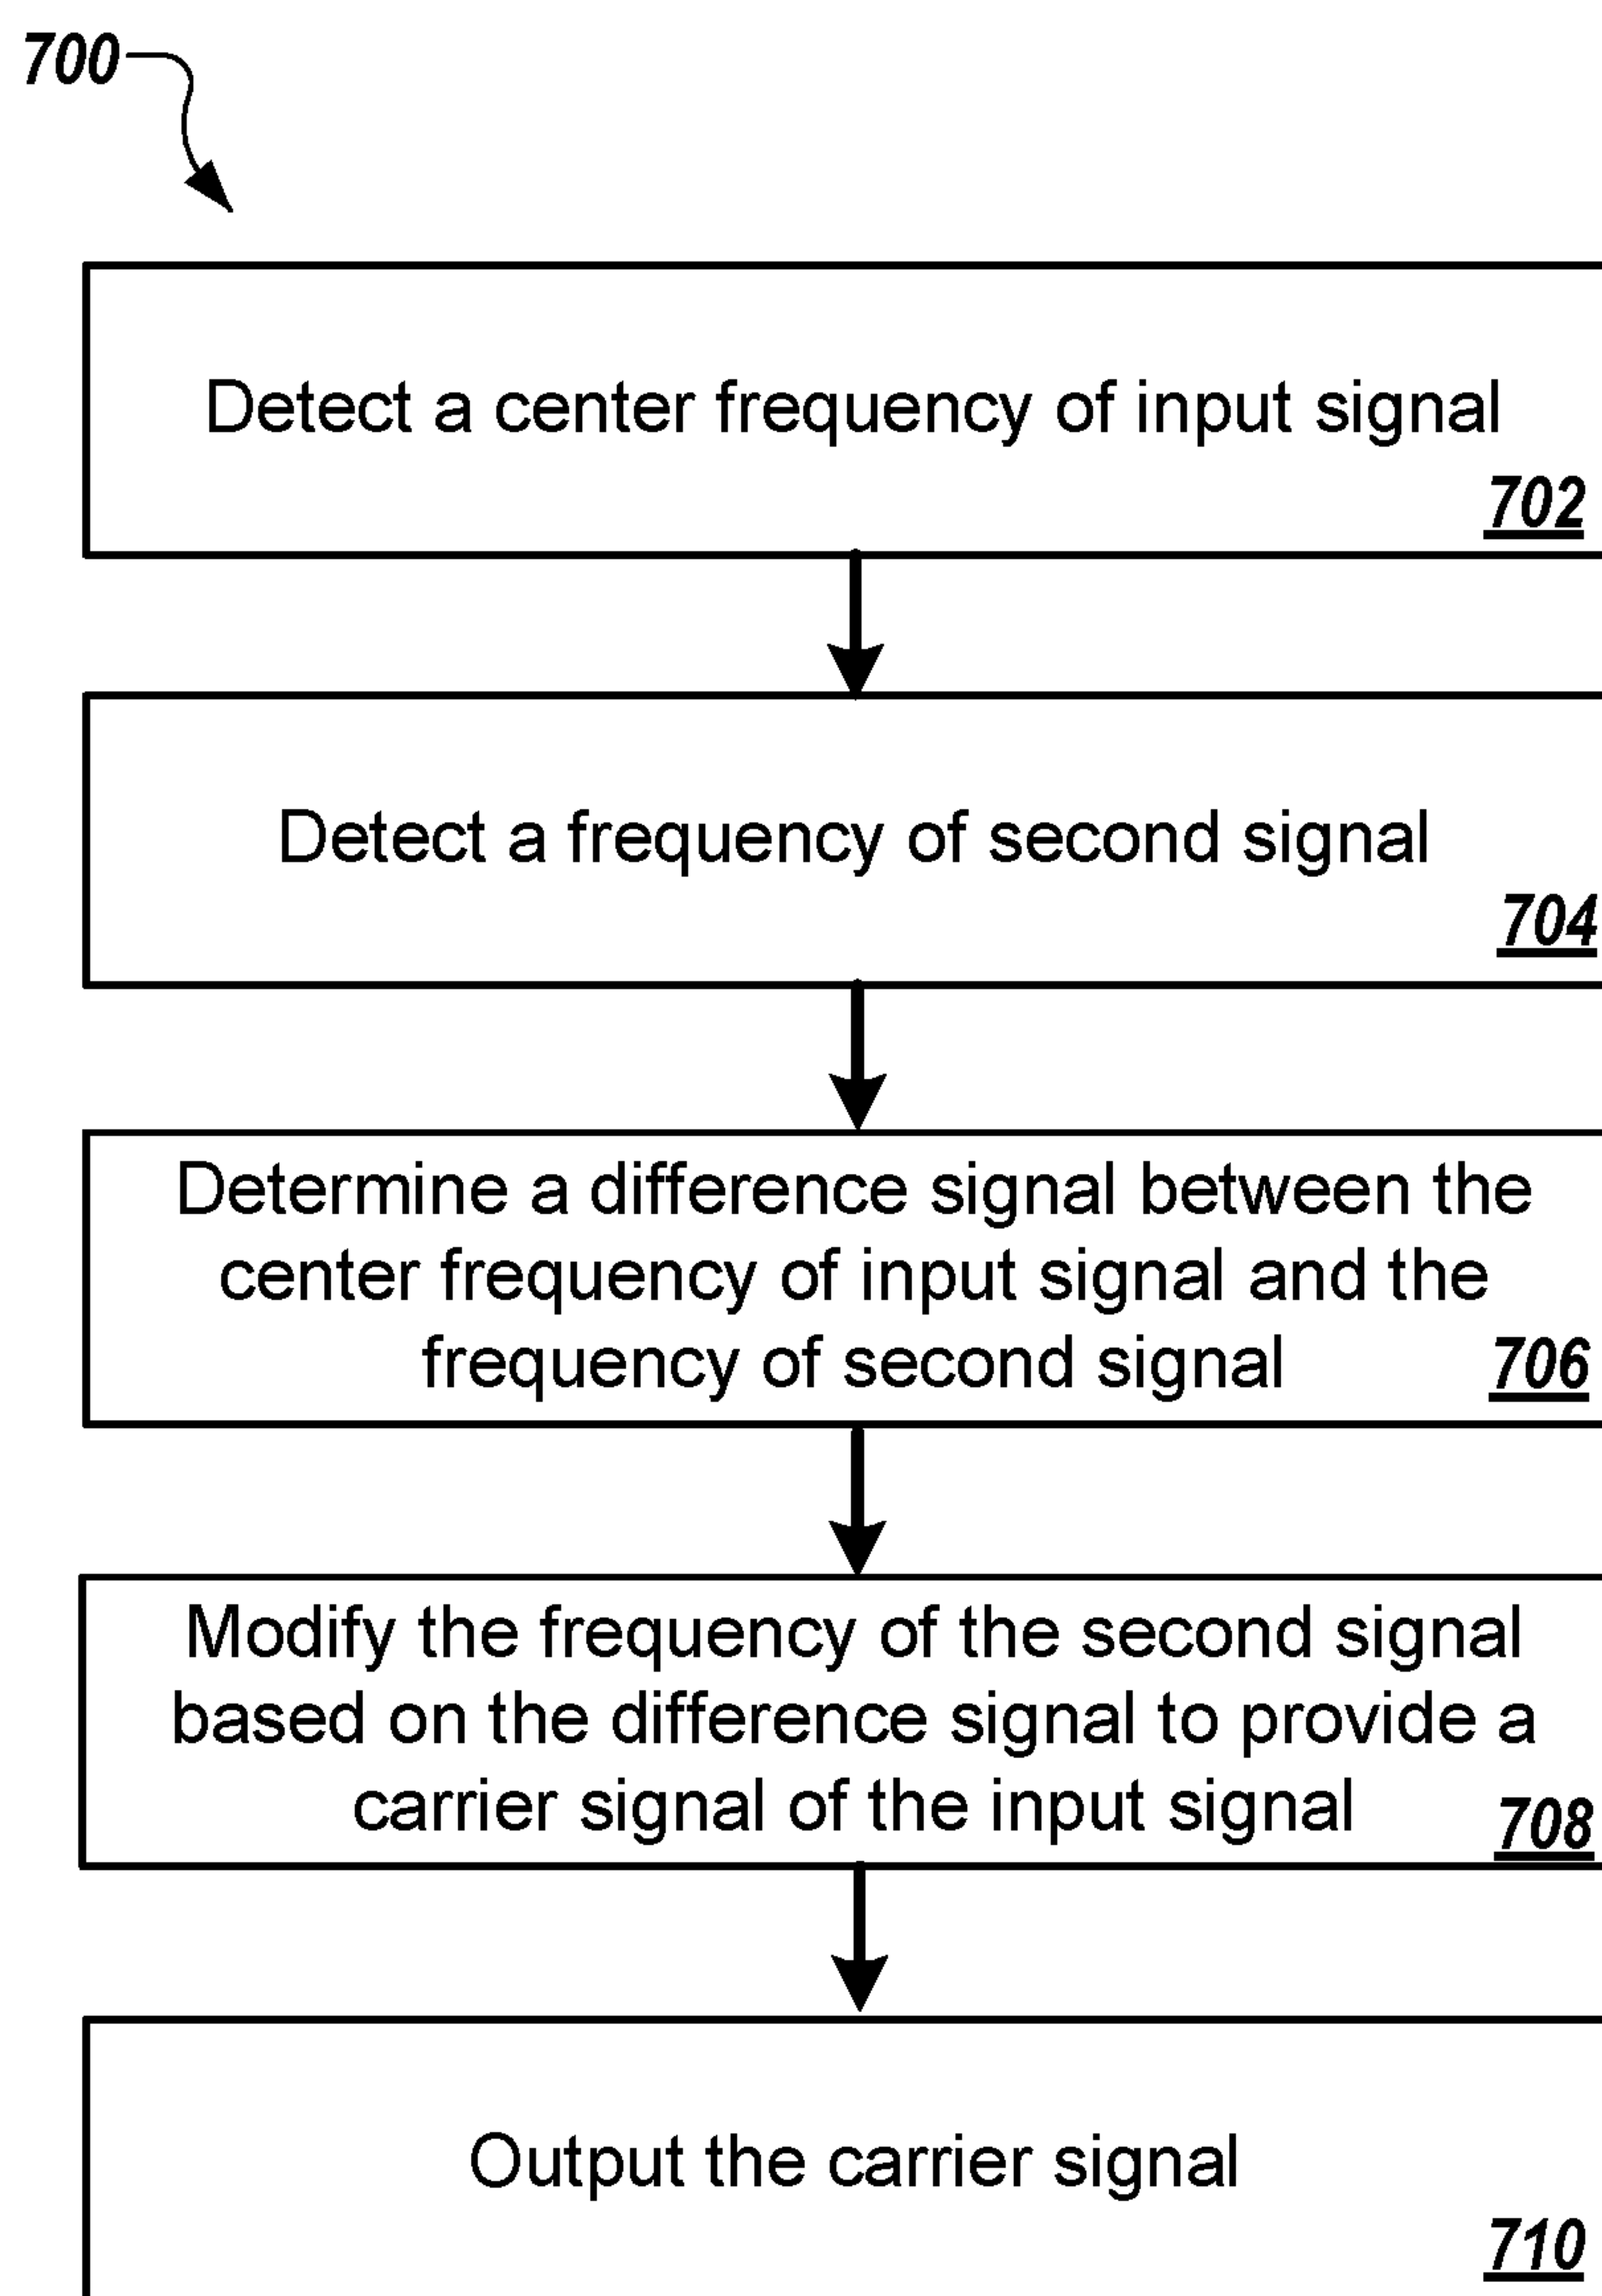 700
Detect a center frequency of input signal
702
Detect a frequency of second signal
704
Determine a difference signal between the
center frequency of input signal and the
frequency of second signal
706
Modify the frequency of the second signal
based on the difference signal to provide a
carrier signal of the input signal
708
Output the carrier signal
710